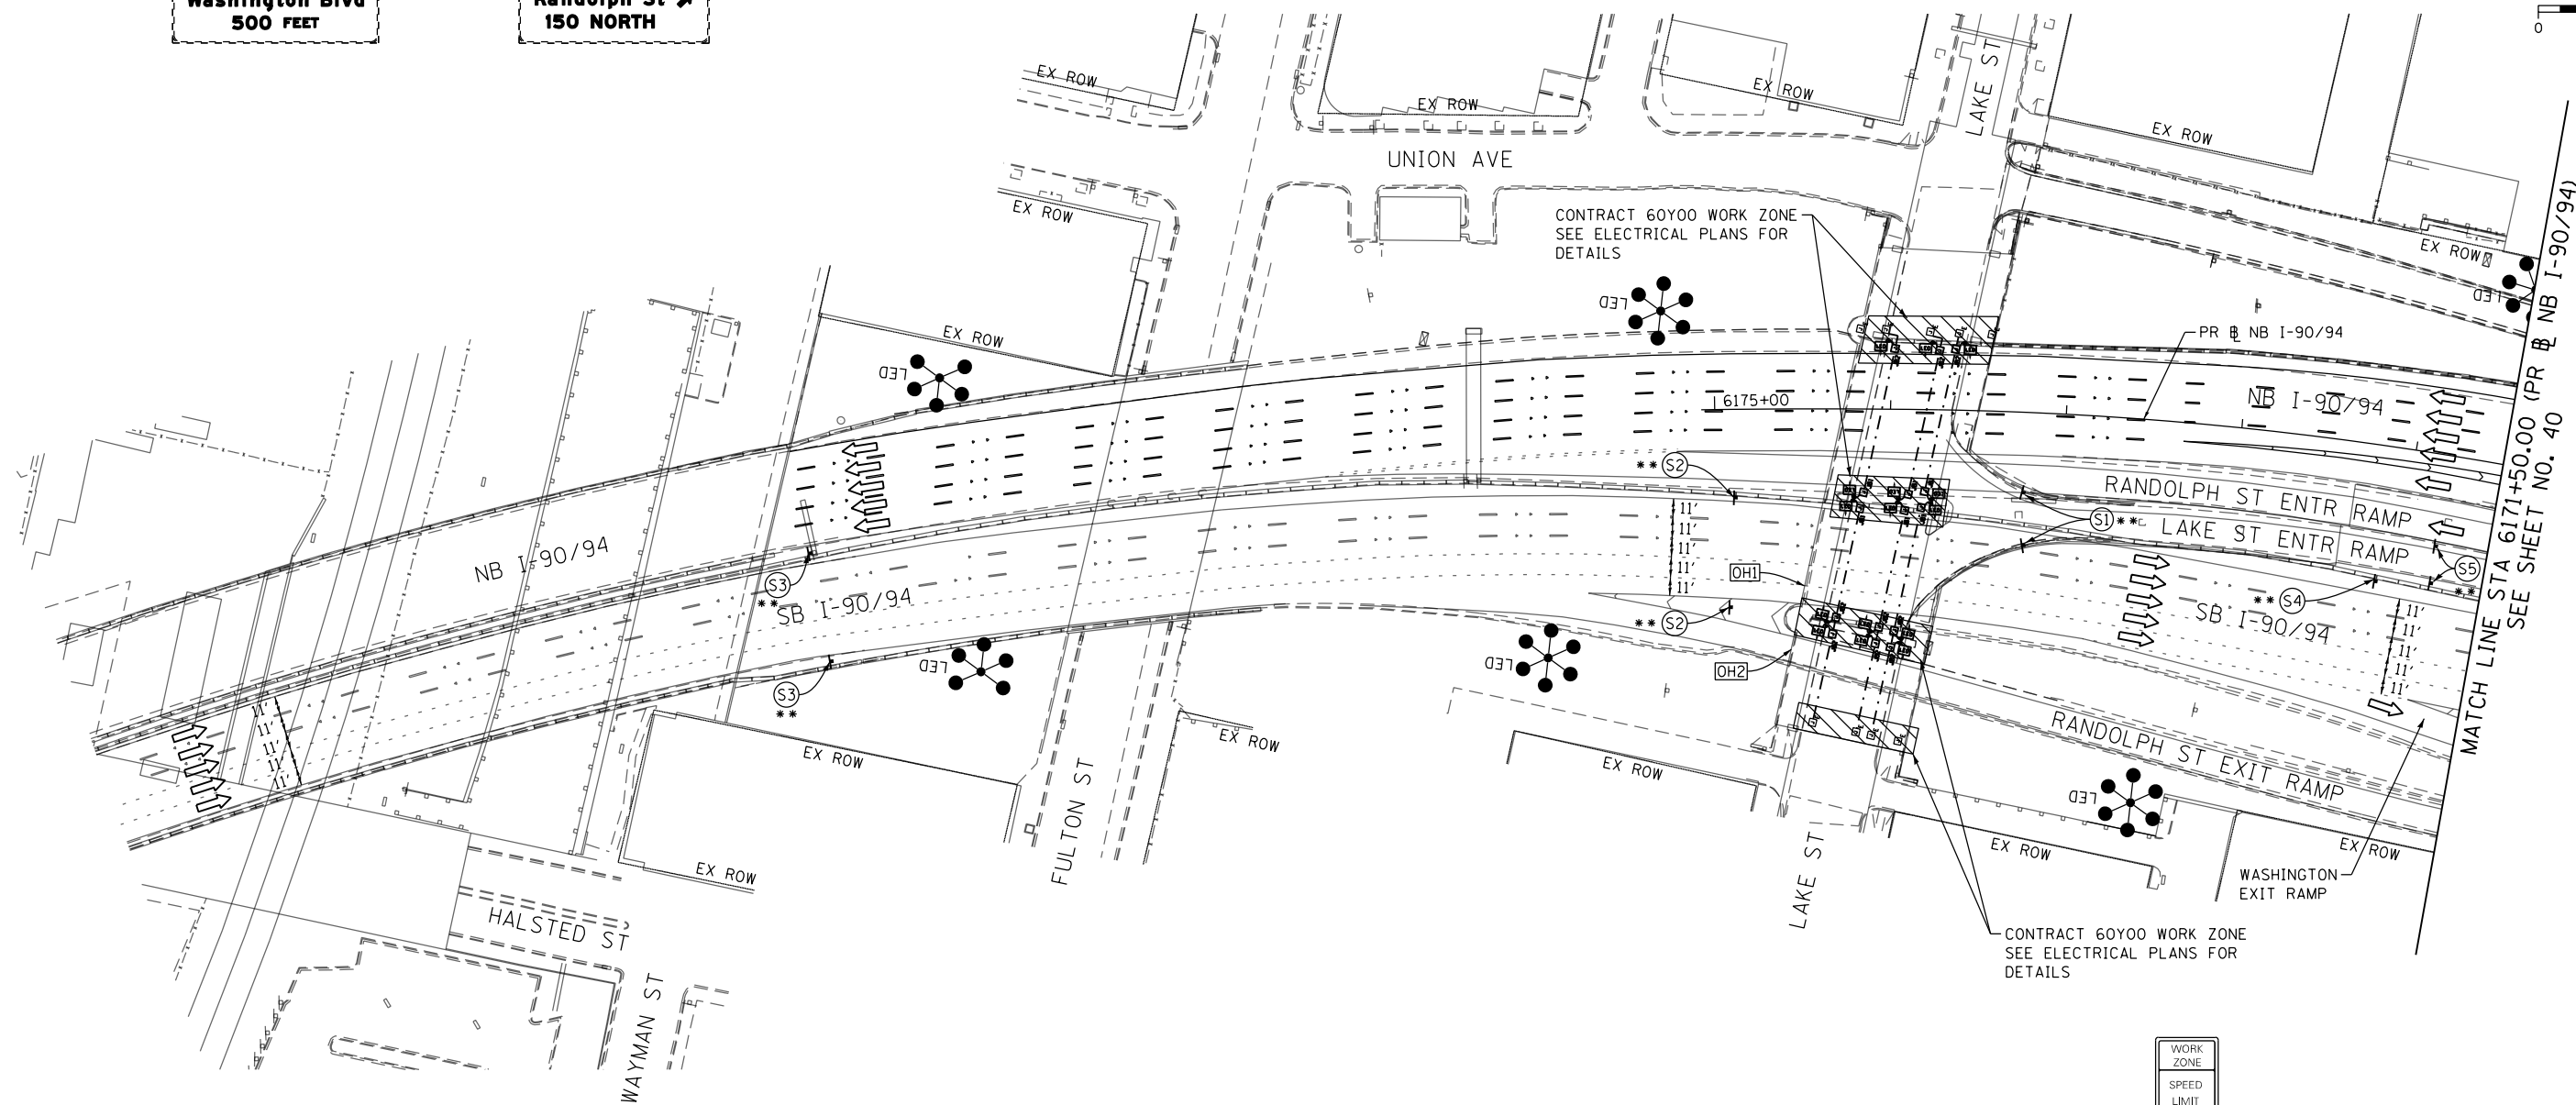 Washington Blvd
500 FEET
Randolph St ↗
150 NORTH
0
EX ROW
EX ROW
EX ROW
LAKE ST
EX ROW
UNION AVE
EX ROW
EX ROW
CONTRACT 60Y00 WORK ZONE
SEE ELECTRICAL PLANS FOR
DETAILS
LED
LED
EX ROW
LED
PR BL NB I-90/94
6175+00
NB I-90/94
MATCH LINE STA 6171+50.00 (PR BL NB I-90/94)
SEE SHEET NO. 40
** S2
RANDOLPH ST ENTR RAMP
S1 **
LAKE ST ENTR RAMP
11'
11'
11'
11'
11'
NB I-90/94
S3
**
SB I-90/94
OH1
S5
**
** S4
** S2
SB I-90/94
11'
11'
11'
11'
11'
LED
LED
OH2
S3
**
11'
11'
11'
11'
11'
EX ROW
EX ROW
EX ROW
RANDOLPH ST EXIT RAMP
LED
FULTON ST
LAKE ST
EX ROW
EX ROW
EX ROW
WASHINGTON
EXIT RAMP
HALSTED ST
CONTRACT 60Y00 WORK ZONE
SEE ELECTRICAL PLANS FOR
DETAILS
WAYMAN ST
WORK
ZONE
SPEED
LIMIT